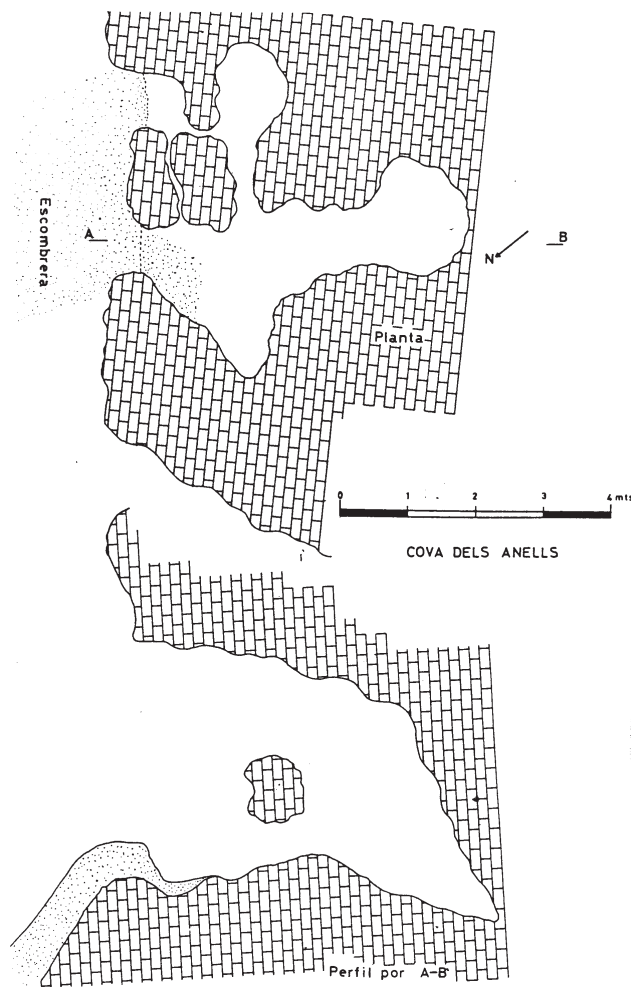 Escombrera
A
B
N
Planta
0 1 2 3 4 mts
COVA DELS ANELLS
Perfil por A-B